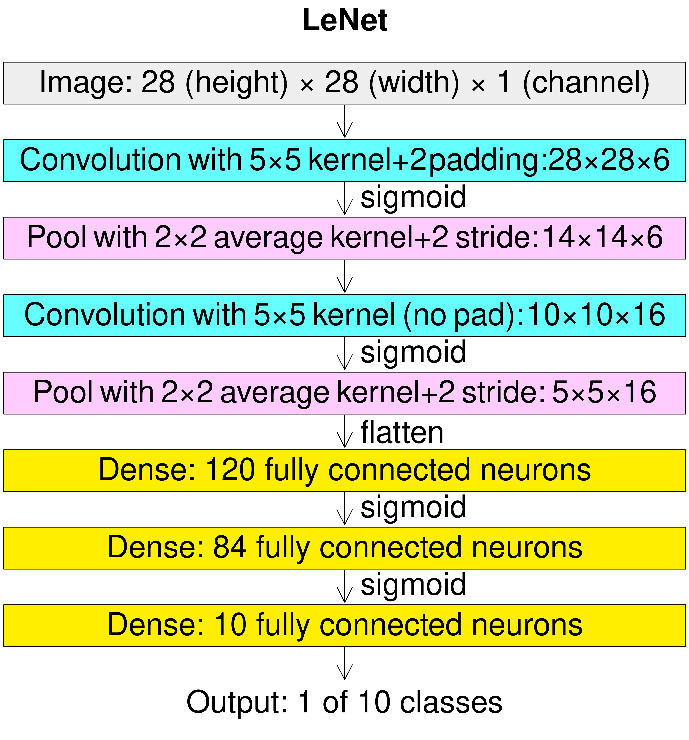 LeNet
Image: 28 (height) × 28 (width) × 1 (channel)
Convolution with 5×5 kernel+2padding:28×28×6
sigmoid
Pool with 2×2 average kernel+2 stride:14×14×6
Convolution with 5×5 kernel (no pad):10×10×16
sigmoid
Pool with 2×2 average kernel+2 stride: 5×5×16
flatten
Dense: 120 fully connected neurons
sigmoid
Dense: 84 fully connected neurons
sigmoid
Dense: 10 fully connected neurons
Output: 1 of 10 classes